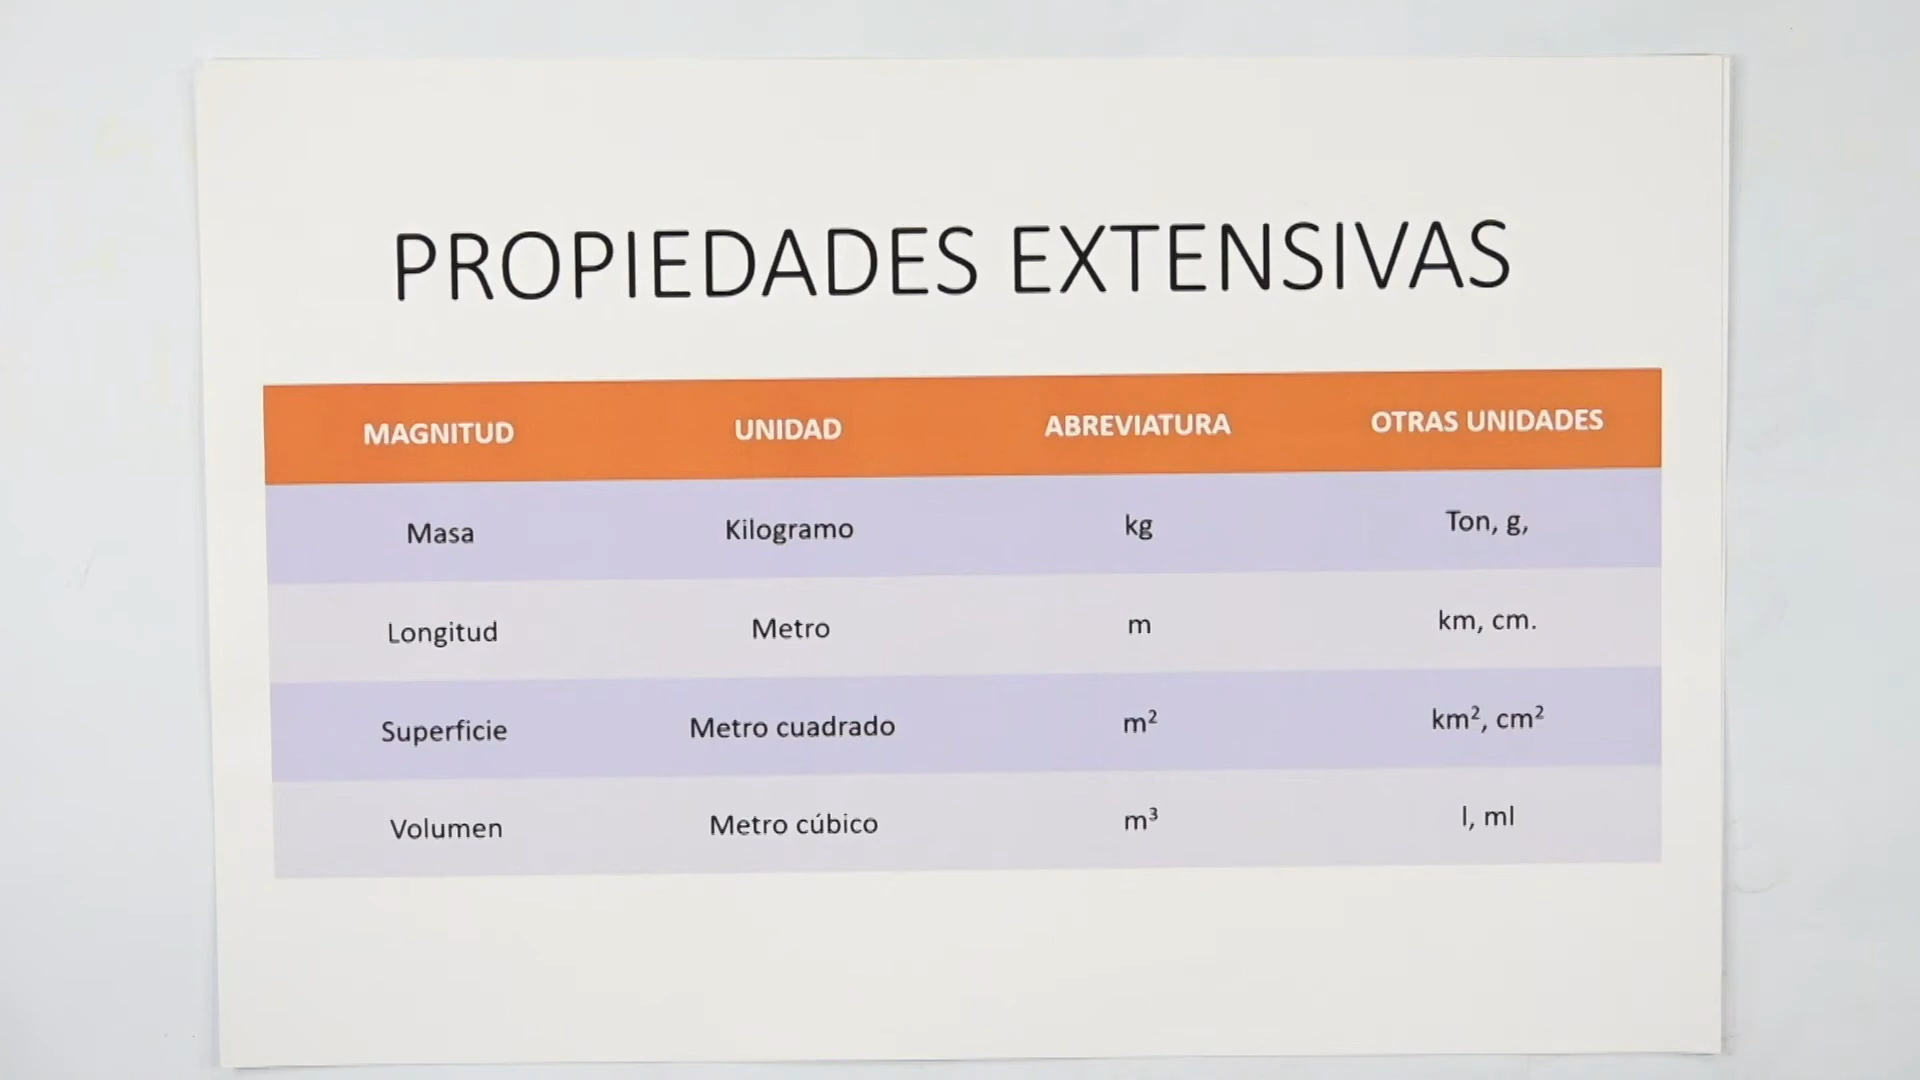 PROPIEDADES EXTENSIVAS
MAGNITUD UNIDAD ABREVIATURA OTRAS UNIDADES
Masa Kilogramo kg Ton, g,
Longitud Metro m km, cm.
Superficie Metro cuadrado m² km², cm²
Volumen Metro cúbico m³ l, ml